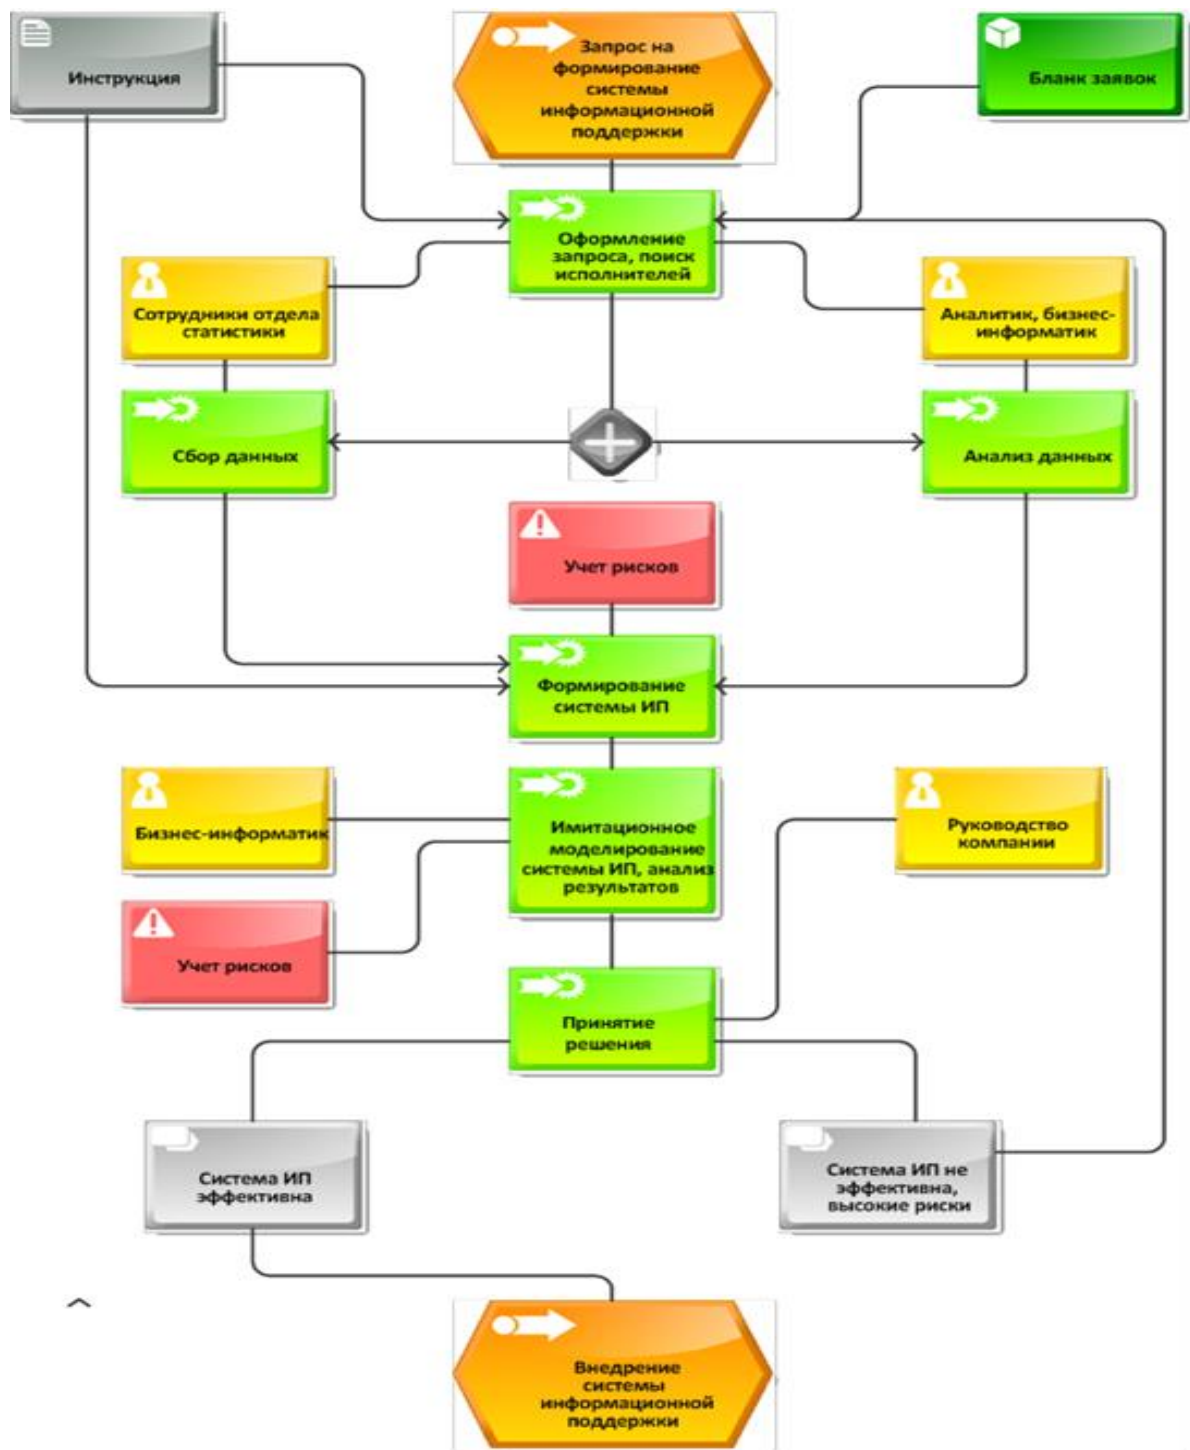 Инструкция
Запрос на
формирование
системы
информационной
поддержки
Бланк заявок
Оформление
запроса, поиск
исполнителей
Сотрудники отдела
статистики
Аналитик, бизнес-
информатик
Сбор данных
Анализ данных
Учет рисков
Формирование
системы ИП
Бизнес-информатик
Имитационное
моделирование
системы ИП, анализ
результатов
Руководство
компании
Учет рисков
Принятие
решения
Система ИП
эффективна
Система ИП не
эффективна,
высокие риски
Внедрение
системы
информационной
поддержки